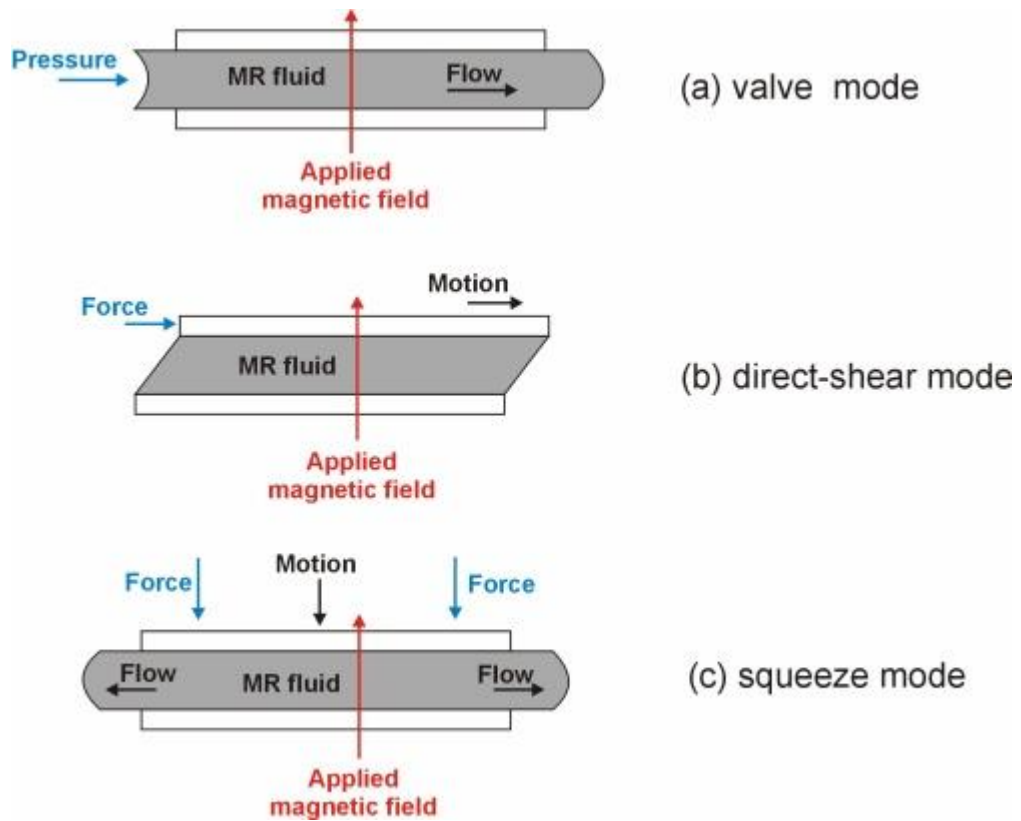 Pressure
MR fluid
Flow
(a) valve  mode
Applied
magnetic field
Motion
Force
MR fluid
(b) direct-shear mode
Applied
magnetic field
Motion
Force
Force
Flow
MR fluid
Flow
(c) squeeze mode
Applied
magnetic field